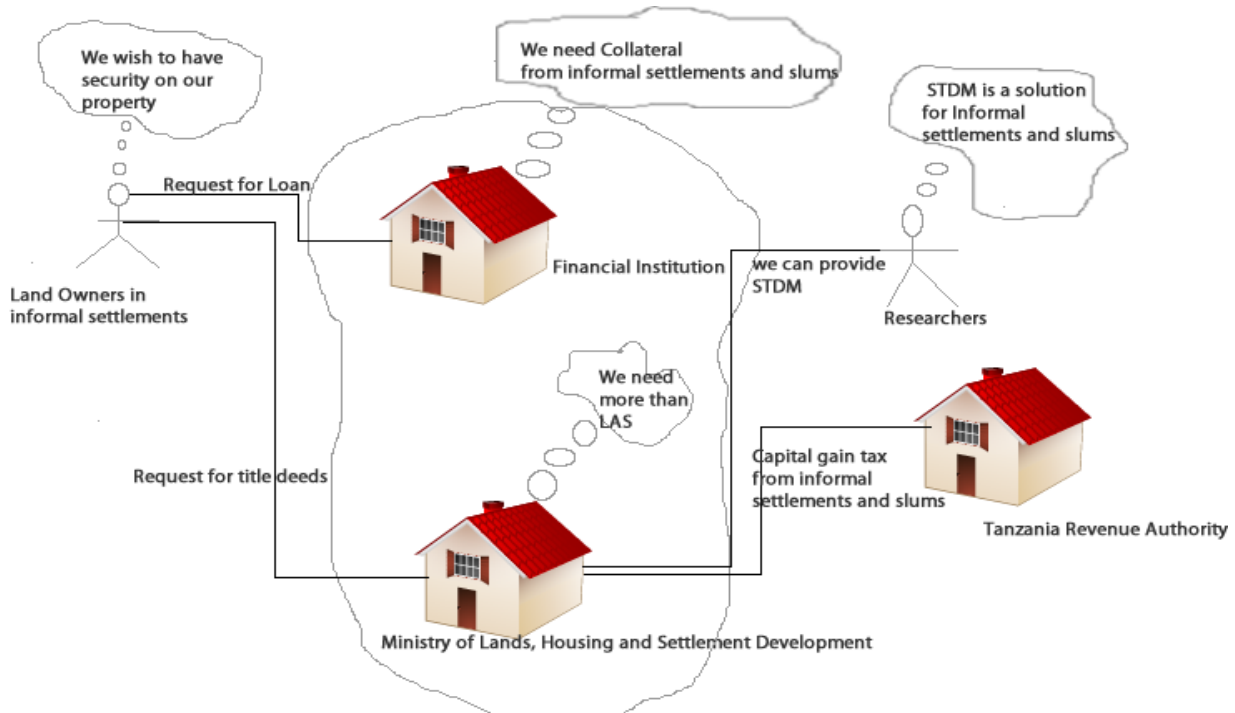 We wish to have
security on our
property
We need Collateral
from informal settlements and slums
STDM is a solution
for Informal
settlements and slums
Request for Loan
Financial Institution
we can provide
STDM
Land Owners in
informal settlements
Researchers
We need
more than
LAS
Request for title deeds
Capital gain tax
from informal
settlements and slums
Tanzania Revenue Authority
Ministry of Lands, Housing and Settlement Development